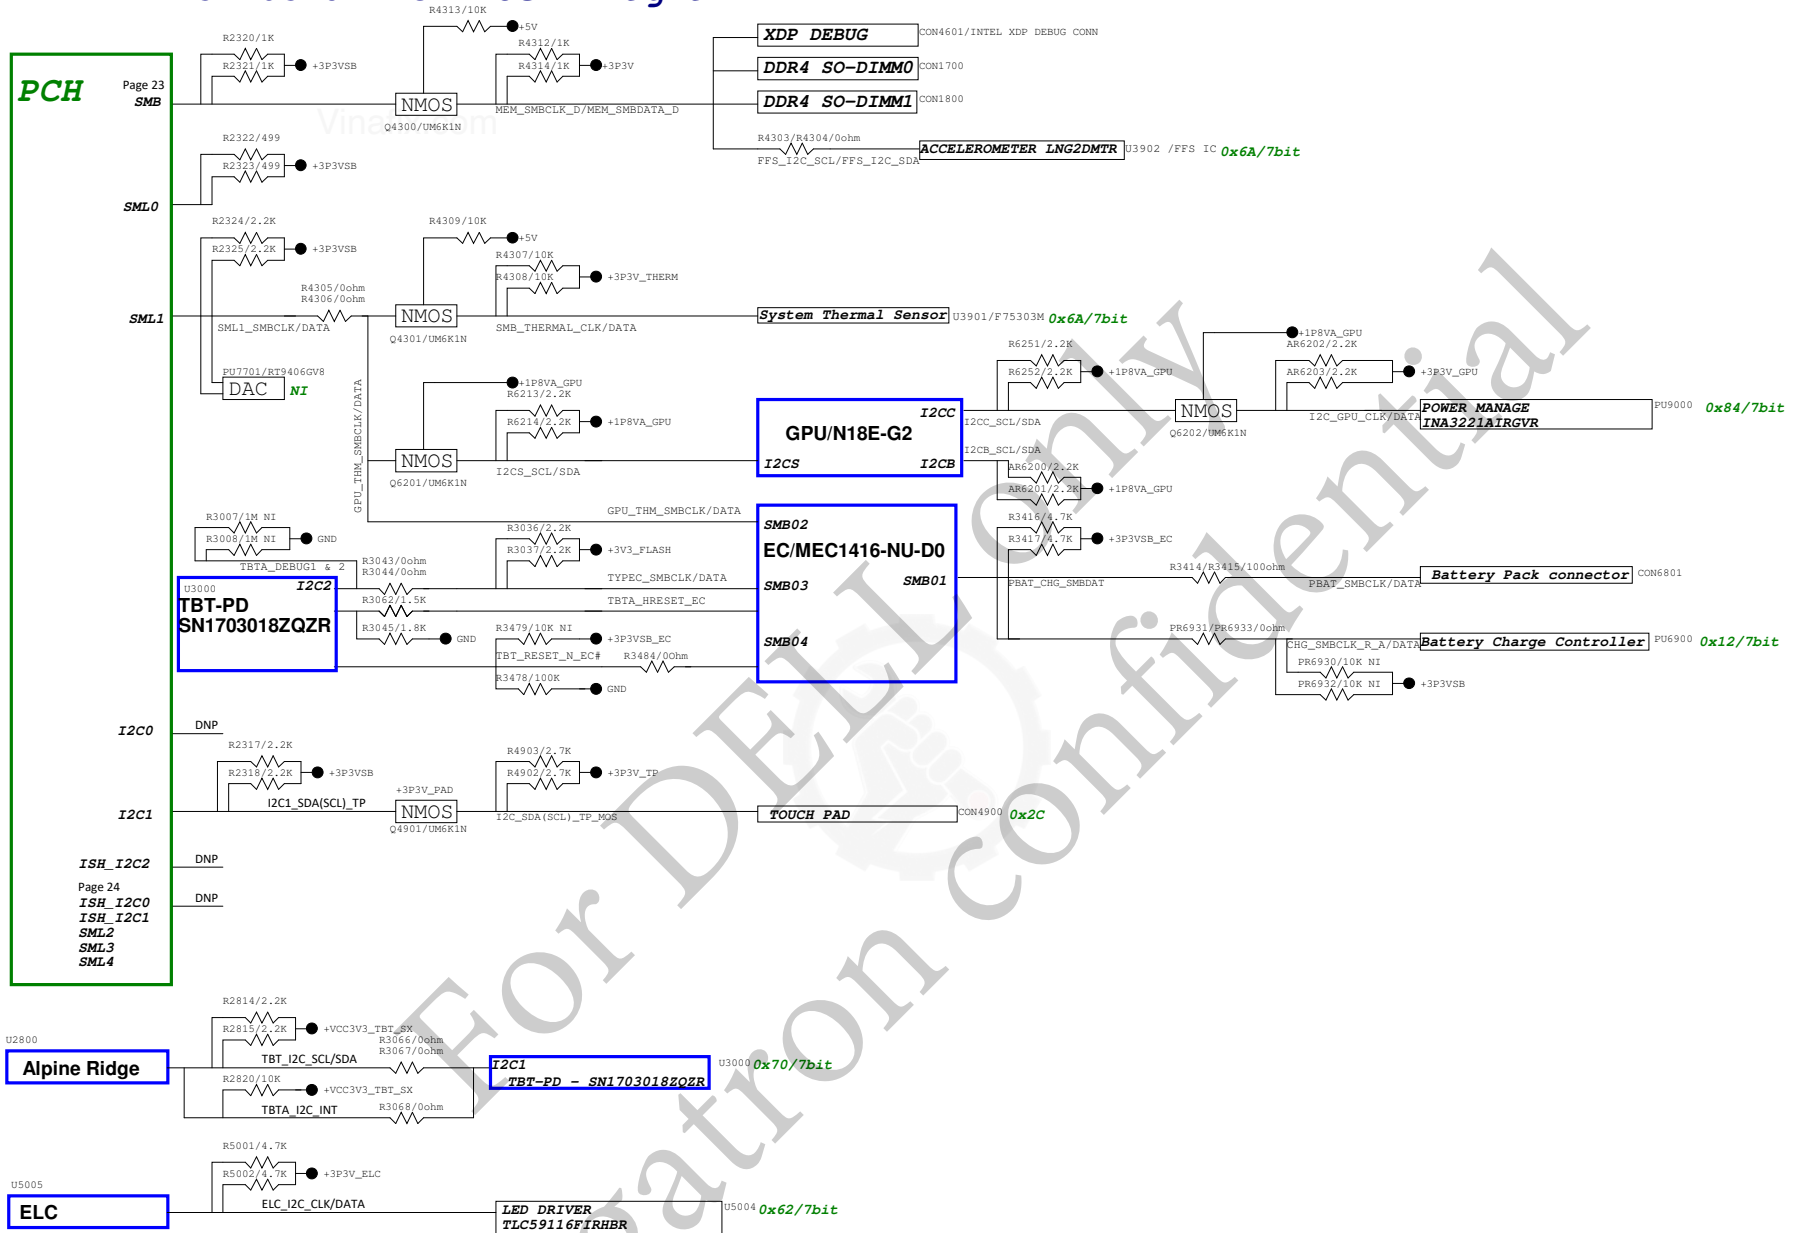 R4313/10K
+5V
XDP DEBUG
CON4601/INTEL XDP DEBUG CONN
R2320/1K
R2321/1K
+3P3VSB
R4312/1K
R4314/1K
+3P3V
DDR4 SO-DIMM0
CON1700
PCH
Page 23
SMB
NMOS
Q4300/UM6K1N
MEM_SMBCLK_D/MEM_SMBDATA_D
DDR4 SO-DIMM1
CON1800
R2322/499
R2323/499
+3P3VSB
R4303/R4304/0ohm
FFS_I2C_SCL/FFS_I2C_SDA
ACCELEROMETER LNG2DMTR
U3902 /FFS IC
0x6A/7bit
SML0
R2324/2.2K
R2325/2.2K
+3P3VSB
R4309/10K
+5V
R4307/10K
R4308/10K
+3P3V_THERM
R4305/0ohm
R4306/0ohm
SML1
SML1_SMBCLK/DATA
NMOS
Q4301/UM6K1N
SMB_THERMAL_CLK/DATA
System Thermal Sensor
U3901/F75303M
0x6A/7bit
PU7701/RT9406GV8
DAC
NI
GPU_THM_SMBCLK/DATA
+1P8VA_GPU
R6213/2.2K
R6214/2.2K
+1P8VA_GPU
NMOS
Q6201/UM6K1N
I2CS_SCL/SDA
GPU/N18E-G2
I2CC
I2CS
I2CB
R6251/2.2K
R6252/2.2K
+1P8VA_GPU
I2CC_SCL/SDA
+1P8VA_GPU
AR6202/2.2K
AR6203/2.2K
+3P3V_GPU
NMOS
Q6202/UM6K1N
I2C_GPU_CLK/DATA
POWER MANAGE
INA3221AIRGVR
PU9000
0x84/7bit
I2CB_SCL/SDA
AR6200/2.2K
AR6201/2.2K
+1P8VA_GPU
GPU_THM_SMBCLK/DATA
SMB02
EC/MEC1416-NU-D0
SMB01
SMB03
SMB04
R3416/4.7K
R3417/4.7K
+3P3VSB_EC
R3007/1M NI
R3008/1M NI
GND
TBTA_DEBUG1 & 2
R3043/0ohm
R3044/0ohm
R3036/2.2K
R3037/2.2K
+3V3_FLASH
TYPEC_SMBCLK/DATA
U3000
I2C2
TBT-PD
SN1703018ZQZR
R3062/1.5K
TBTA_HRESET_EC
R3045/1.8K
GND
R3479/10K NI
+3P3VSB_EC
TBT_RESET_N_EC#
R3484/0Ohm
R3478/100K
GND
PBAT_CHG_SMBDAT
R3414/R3415/100ohm
PBAT_SMBCLK/DATA
Battery Pack connector
CON6801
PR6931/PR6933/0ohm
CHG_SMBCLK_R_A/DATA
Battery Charge Controller
PU6900
0x12/7bit
PR6930/10K NI
PR6932/10K NI
+3P3VSB
I2C0
DNP
R2317/2.2K
R2318/2.2K
+3P3VSB
I2C1
I2C1_SDA(SCL)_TP
+3P3V_PAD
NMOS
Q4901/UM6K1N
R4903/2.7K
R4902/2.7K
+3P3V_TP
I2C_SDA(SCL)_TP_MOS
TOUCH PAD
CON4900
0x2C
ISH_I2C2
DNP
Page 24
ISH_I2C0
DNP
ISH_I2C1
SML2
SML3
SML4
R2814/2.2K
R2815/2.2K
+VCC3V3_TBT_SX
U2800
Alpine Ridge
TBT_I2C_SCL/SDA
R3066/0ohm
R3067/0ohm
I2C1
TBT-PD - SN1703018ZQZR
U3000
0x70/7bit
R2820/10K
+VCC3V3_TBT_SX
TBTA_I2C_INT
R3068/0ohm
R5001/4.7K
R5002/4.7K
+3P3V_ELC
U5005
ELC
ELC_I2C_CLK/DATA
LED DRIVER
TLC59116FIRHBR
U5004
0x62/7bit
For DELL only
confidential